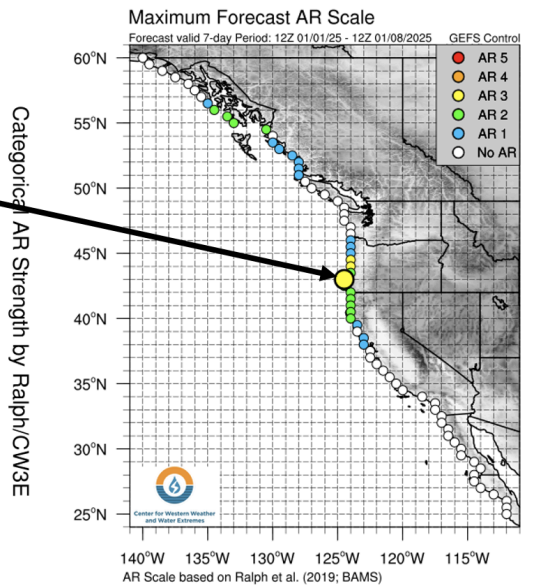 Maximum Forecast AR Scale
Forecast valid 7-day Period: 12Z 01/01/25 - 12Z 01/08/2025 GEFS Control
AR 5
AR 4
AR 3
AR 2
AR 1
No AR
60°N
55°N
50°N
45°N
40°N
35°N
30°N
25°N
140°W 135°W 130°W 125°W 120°W 115°W
Categorical AR Strength by Ralph/CW3E
Center for Western Weather
and Water Extremes
AR Scale based on Ralph et al. (2019; BAMS)